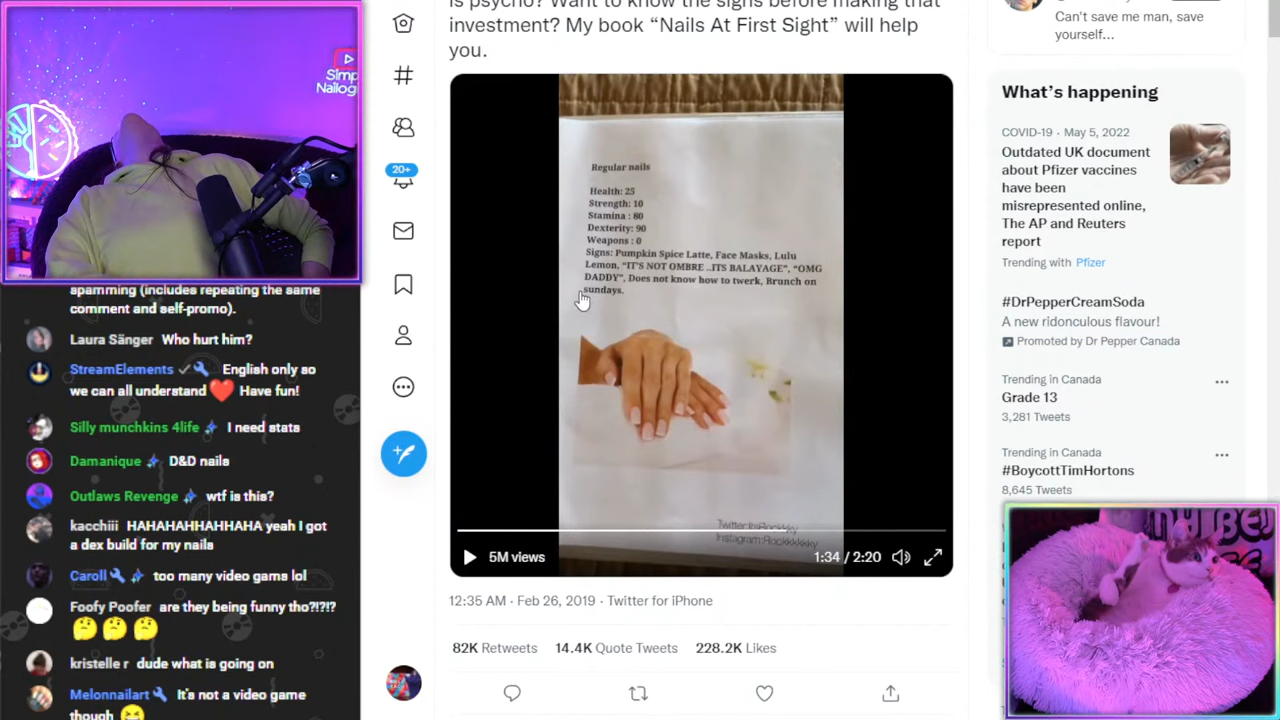 Simp
Nailog
spamming (includes repeating the same
comment and self-promo).
Laura Sänger Who hurt him?
StreamElements English only so
we can all understand ❤️ Have fun!
Silly munchkins 4life I need stats
Damanique D&D nails
Outlaws Revenge wtf is this?
kacchiii HAHAHAHHAHHAHA yeah I got
a dex build for my nails
Caroll too many video gams lol
Foofy Poofer are they being funny tho?!?!?
🤔 🤔 🤔
kristelle r dude what is going on
Melonnailart It's not a video game
though
20+
is psycho? Want to know the signs before making that
investment? My book “Nails At First Sight” will help
you.
Regular nails
Health: 25
Strength: 10
Stamina : 80
Dexterity: 90
Weapons : 0
Signs: Pumpkin Spice Latte, Face Masks, Lulu
Lemon, “IT'S NOT OMBRE ..ITS BALAYAGE”, “OMG
DADDY”, Does not know how to twerk, Brunch on
sundays.
5M views
1:34 / 2:20
12:35 AM · Feb 26, 2019 · Twitter for iPhone
82K Retweets 14.4K Quote Tweets 228.2K Likes
Can't save me man, save
yourself...
What's happening
COVID-19 · May 5, 2022
Outdated UK document
about Pfizer vaccines
have been
misrepresented online,
The AP and Reuters
report
Trending with Pfizer
#DrPepperCreamSoda
A new ridonculous flavour!
Promoted by Dr Pepper Canada
Trending in Canada
Grade 13
3,281 Tweets
Trending in Canada
#BoycottTimHortons
8,645 Tweets